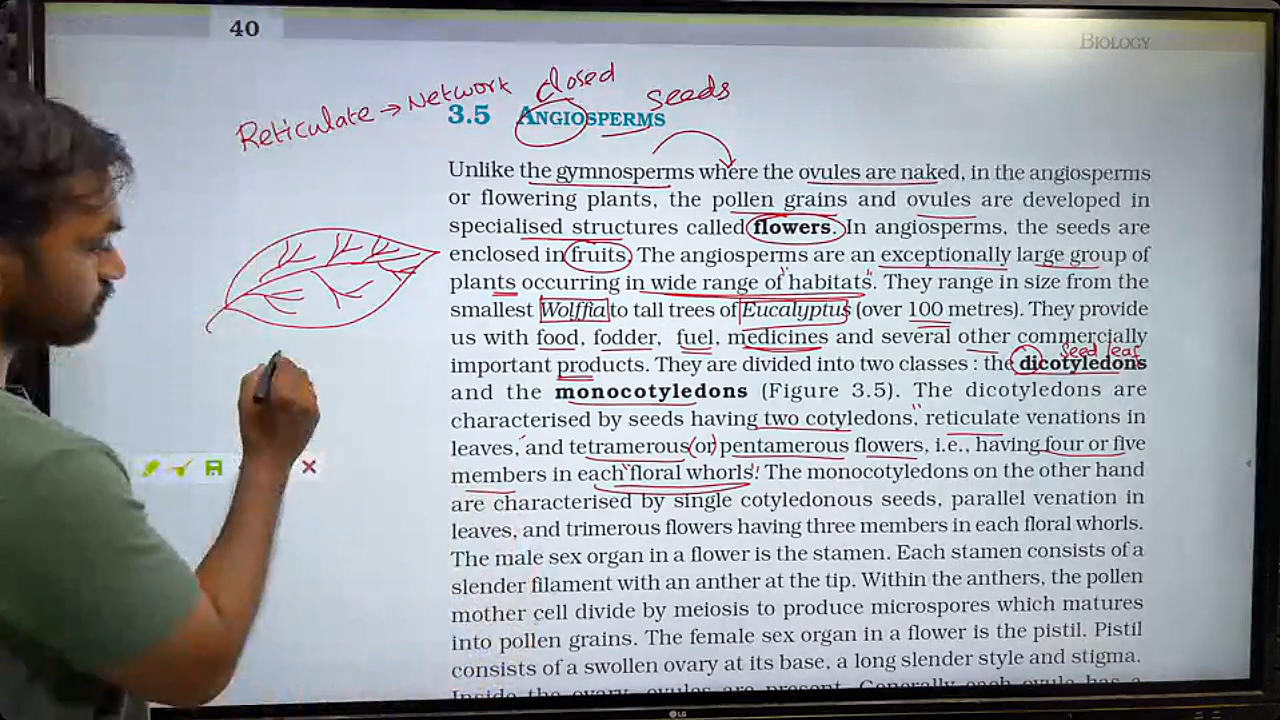 40
BIOLOGY
Reticulate → Network
closed
seeds
3.5 ANGIOSPERMS
Unlike the gymnosperms where the ovules are naked, in the angiosperms
or flowering plants, the pollen grains and ovules are developed in
specialised structures called flowers. In angiosperms, the seeds are
enclosed in fruits. The angiosperms are an exceptionally large group of
plants occurring in wide range of "habitats". They range in size from the
smallest Wolffia to tall trees of Eucalyptus (over 100 metres). They provide
us with food, fodder, fuel, medicines and several other commercially
seed leaf
important products. They are divided into two classes : the dicotyledons
and the monocotyledons (Figure 3.5). The dicotyledons are
characterised by seeds having two cotyledons, reticulate venations in
leaves, and tetramerous (or) pentamerous flowers, i.e., having four or five
members in each "floral whorls". The monocotyledons on the other hand
are characterised by single cotyledonous seeds, parallel venation in
leaves, and trimerous flowers having three members in each floral whorls.
The male sex organ in a flower is the stamen. Each stamen consists of a
slender filament with an anther at the tip. Within the anthers, the pollen
mother cell divide by meiosis to produce microspores which matures
into pollen grains. The female sex organ in a flower is the pistil. Pistil
consists of a swollen ovary at its base, a long slender style and stigma.
Inside the ovary, ovules are present. Generally each ovule has a
LG